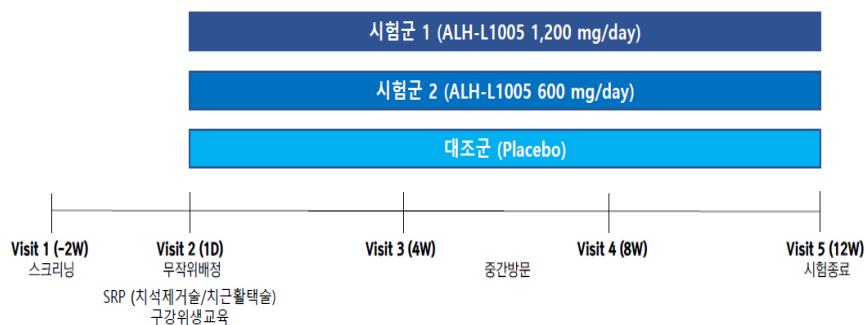 시험군 1 (ALH-L1005 1,200 mg/day)
시험군 2 (ALH-L1005 600 mg/day)
대조군 (Placebo)
Visit 1 (-2W) Visit 2 (1D) Visit 3 (4W) Visit 4 (8W) Visit 5 (12W)
스크리닝 무작위배정 중간방문 시험종료
SRP (치석제거술/치근활택술)
구강위생교육